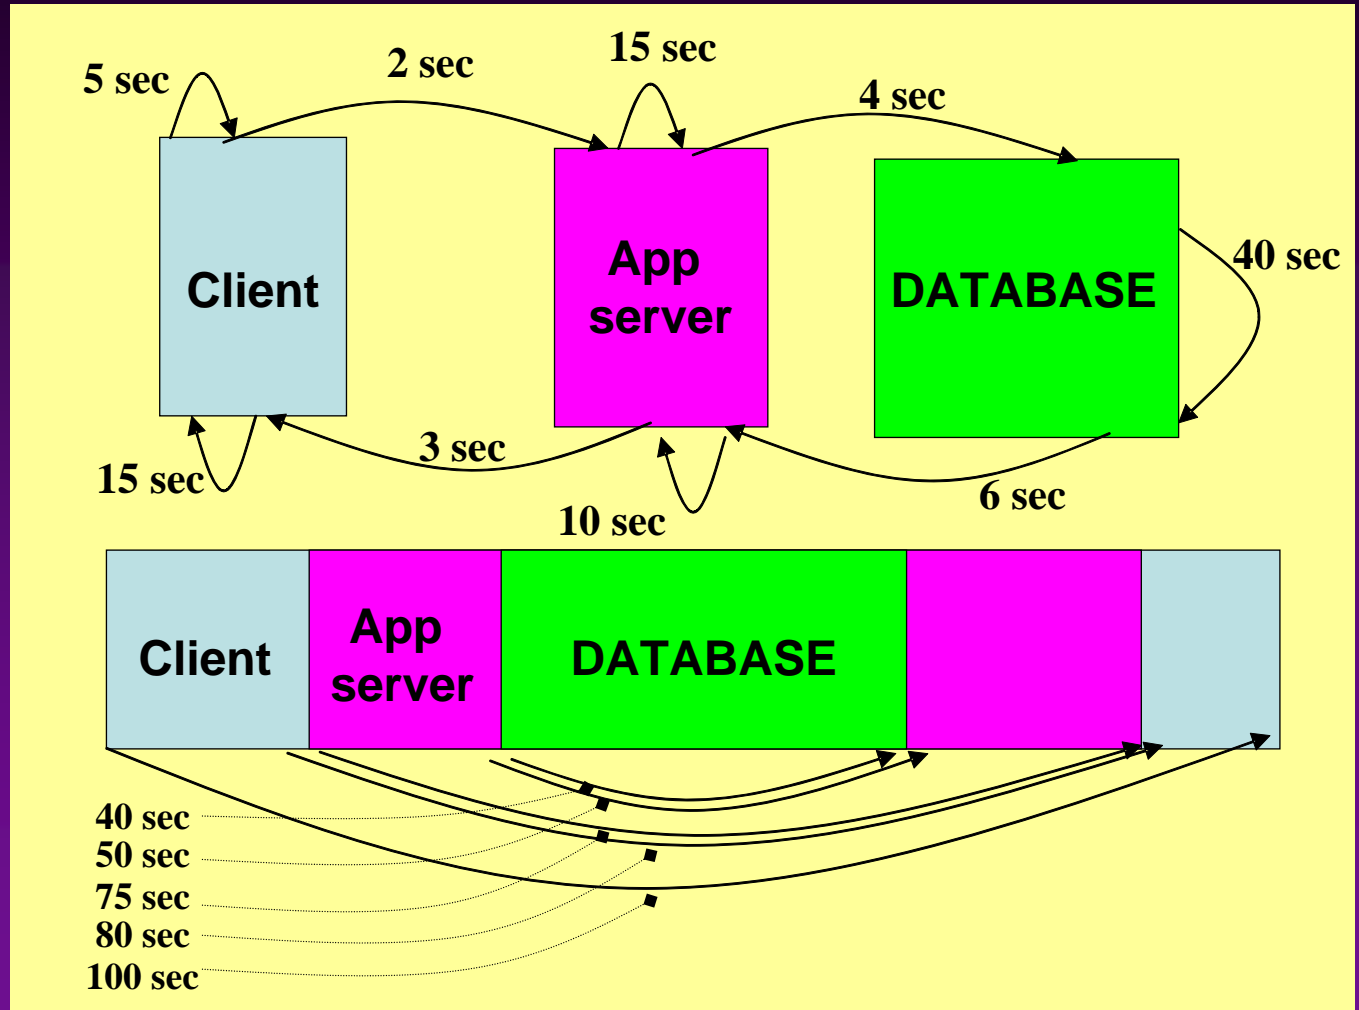 5 sec
2 sec
15 sec
4 sec
Client
App
server
DATABASE
40 sec
15 sec
3 sec
10 sec
6 sec
Client
App
server
DATABASE
40 sec
50 sec
75 sec
80 sec
100 sec